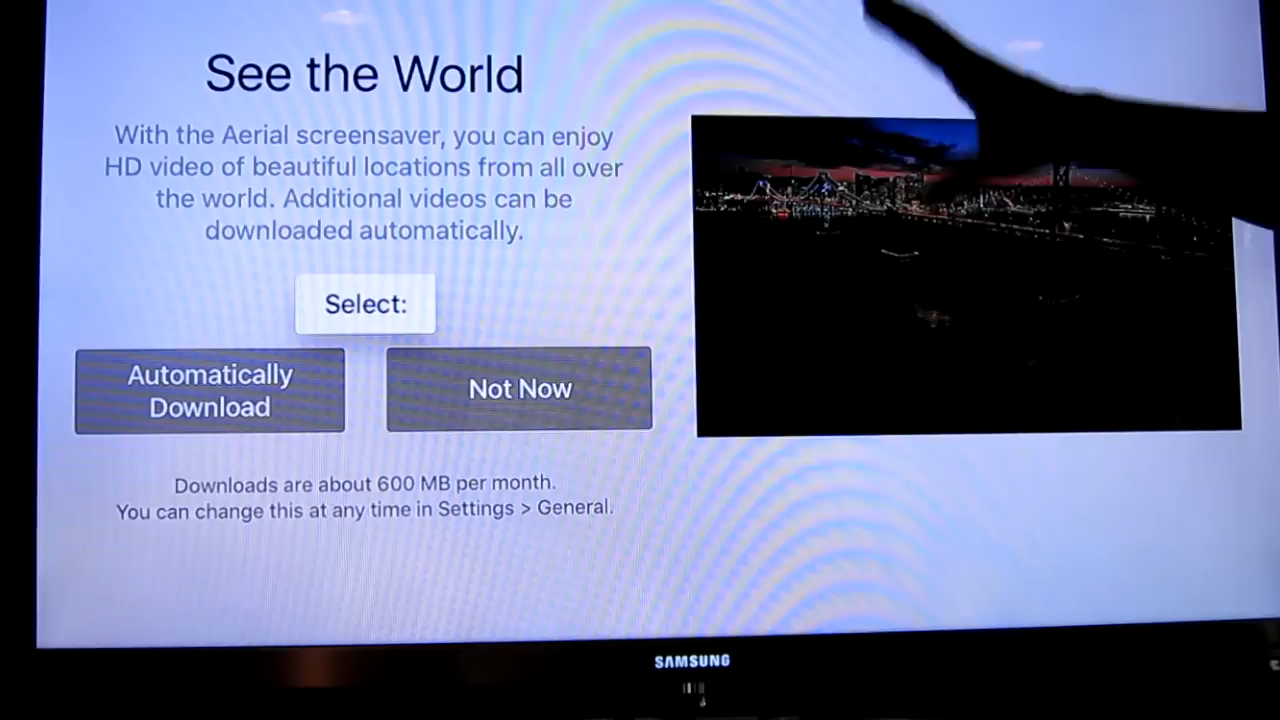 See the World
With the Aerial screensaver, you can enjoy
HD video of beautiful locations from all over
the world. Additional videos can be
downloaded automatically.
Select:
Automatically
Download
Not Now
Downloads are about 600 MB per month.
You can change this at any time in Settings > General.
SAMSUNG